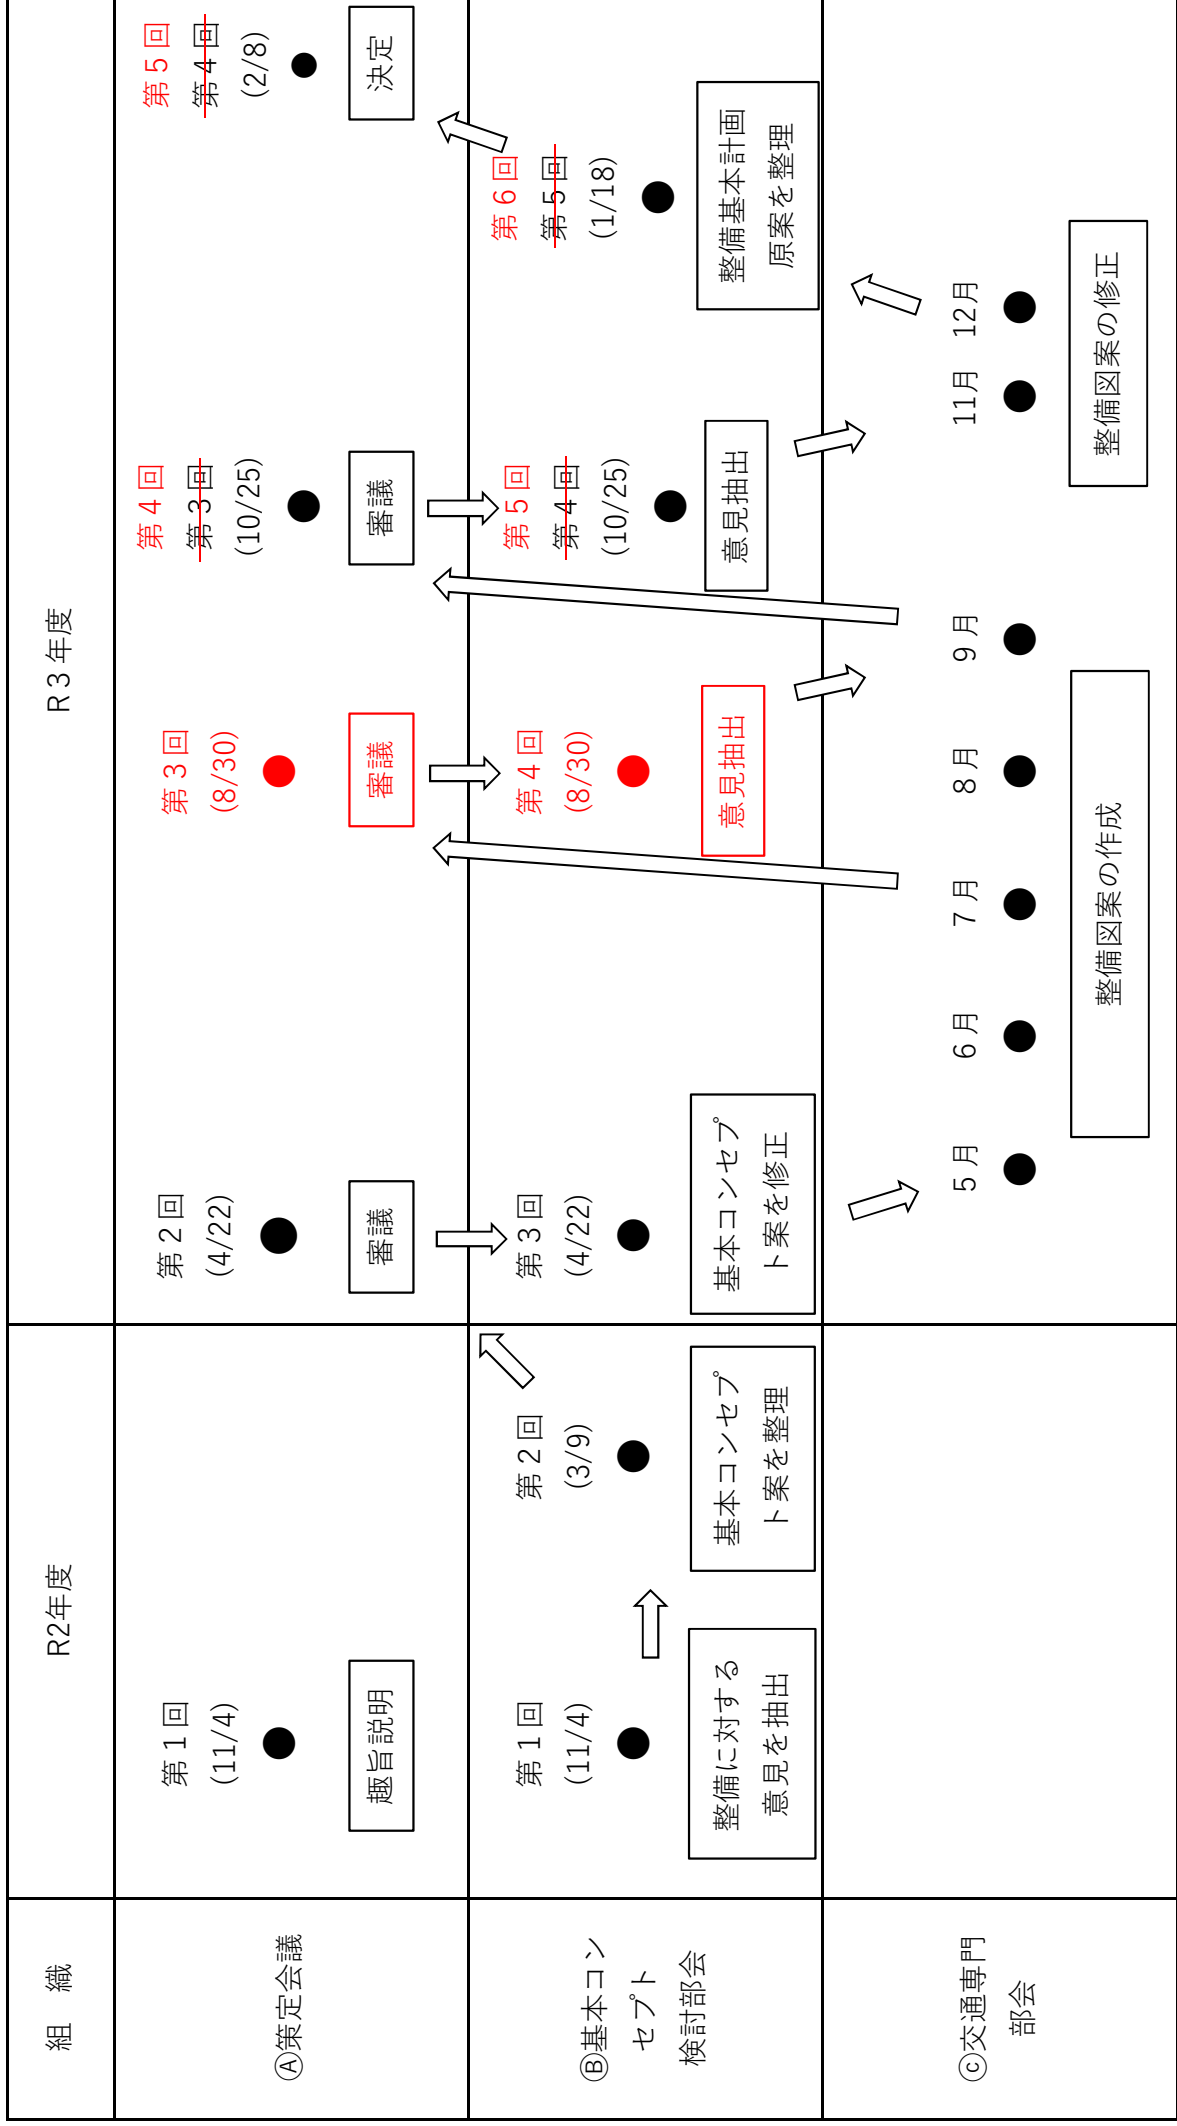 組　織
R2年度
R３年度
Ⓐ策定会議
第１回
(11/4)
趣旨説明
第２回
(4/22)
審議
第３回
(8/30)
審議
第４回
第３回
(10/25)
審議
第５回
第４回
(2/8)
決定
Ⓑ基本コン
セプト
検討部会
第１回
(11/4)
整備に対する
意見を抽出
第２回
(3/9)
基本コンセプ
ト案を整理
第３回
(4/22)
基本コンセプ
ト案を修正
第４回
(8/30)
意見抽出
第５回
第４回
(10/25)
意見抽出
第６回
第５回
(1/18)
整備基本計画
原案を整理
ⓒ交通専門
部会
５月
６月
７月
８月
９月
11月
12月
整備図案の作成
整備図案の修正